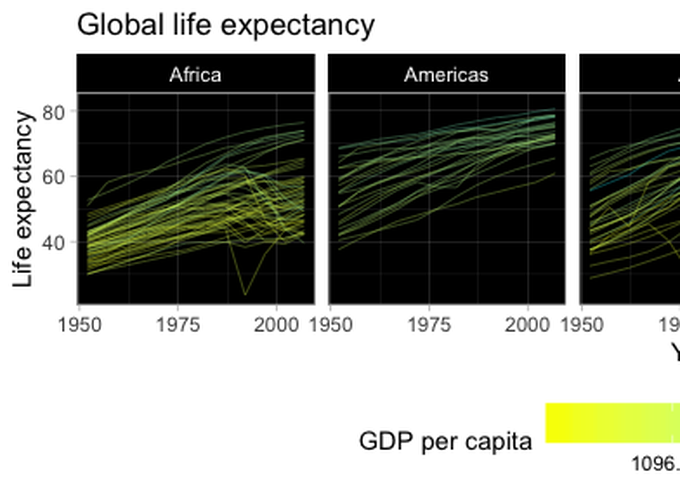 Global life expectancy
Africa
Americas
Life expectancy
80
60
40
1950
1975
2000
1950
1975
2000
1950
GDP per capita
1096.